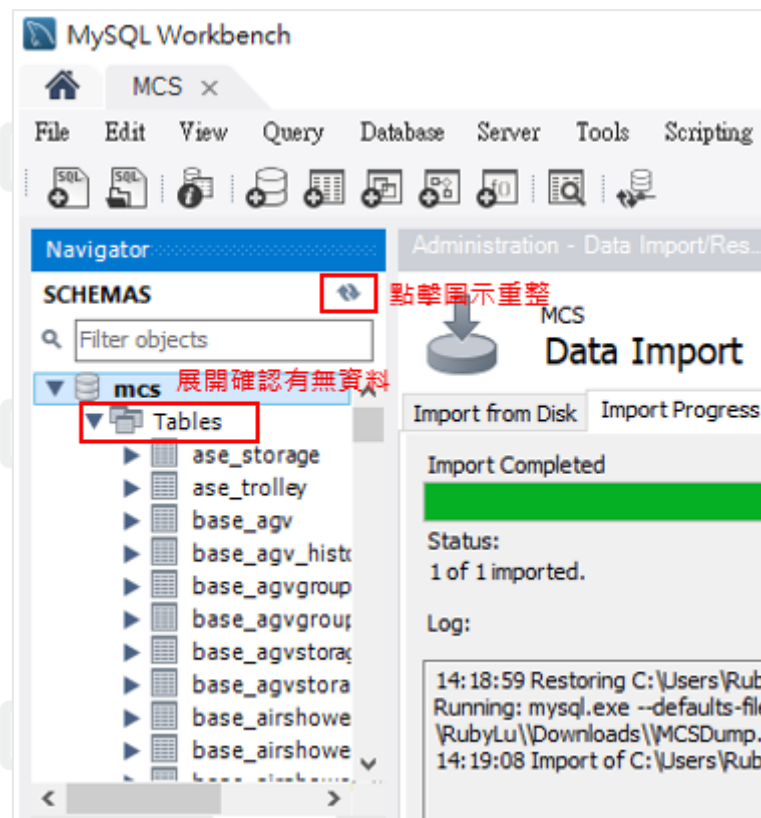 MySQL Workbench
MCS ×
File Edit View Query Database Server Tools Scripting
SQL SQL
Navigator
Administration - Data Import/Res...
SCHEMAS
點擊圖示重整
Filter objects
MCS
Data Import
mcs
展開確認有無資料
Tables
Import from Disk Import Progress
ase_storage
ase_trolley
base_agv
base_agv_histo
base_agvgroup
base_agvgroup
base_agvstorag
base_agvstora
base_airshowe
base_airshowe
Import Completed
Status:
1 of 1 imported.
Log:
14:18:59 Restoring C:\Users\Rub
Running: mysql.exe --defaults-file
\RubyLu\\Downloads\\MCSDump.
14:19:08 Import of C:\Users\Rub